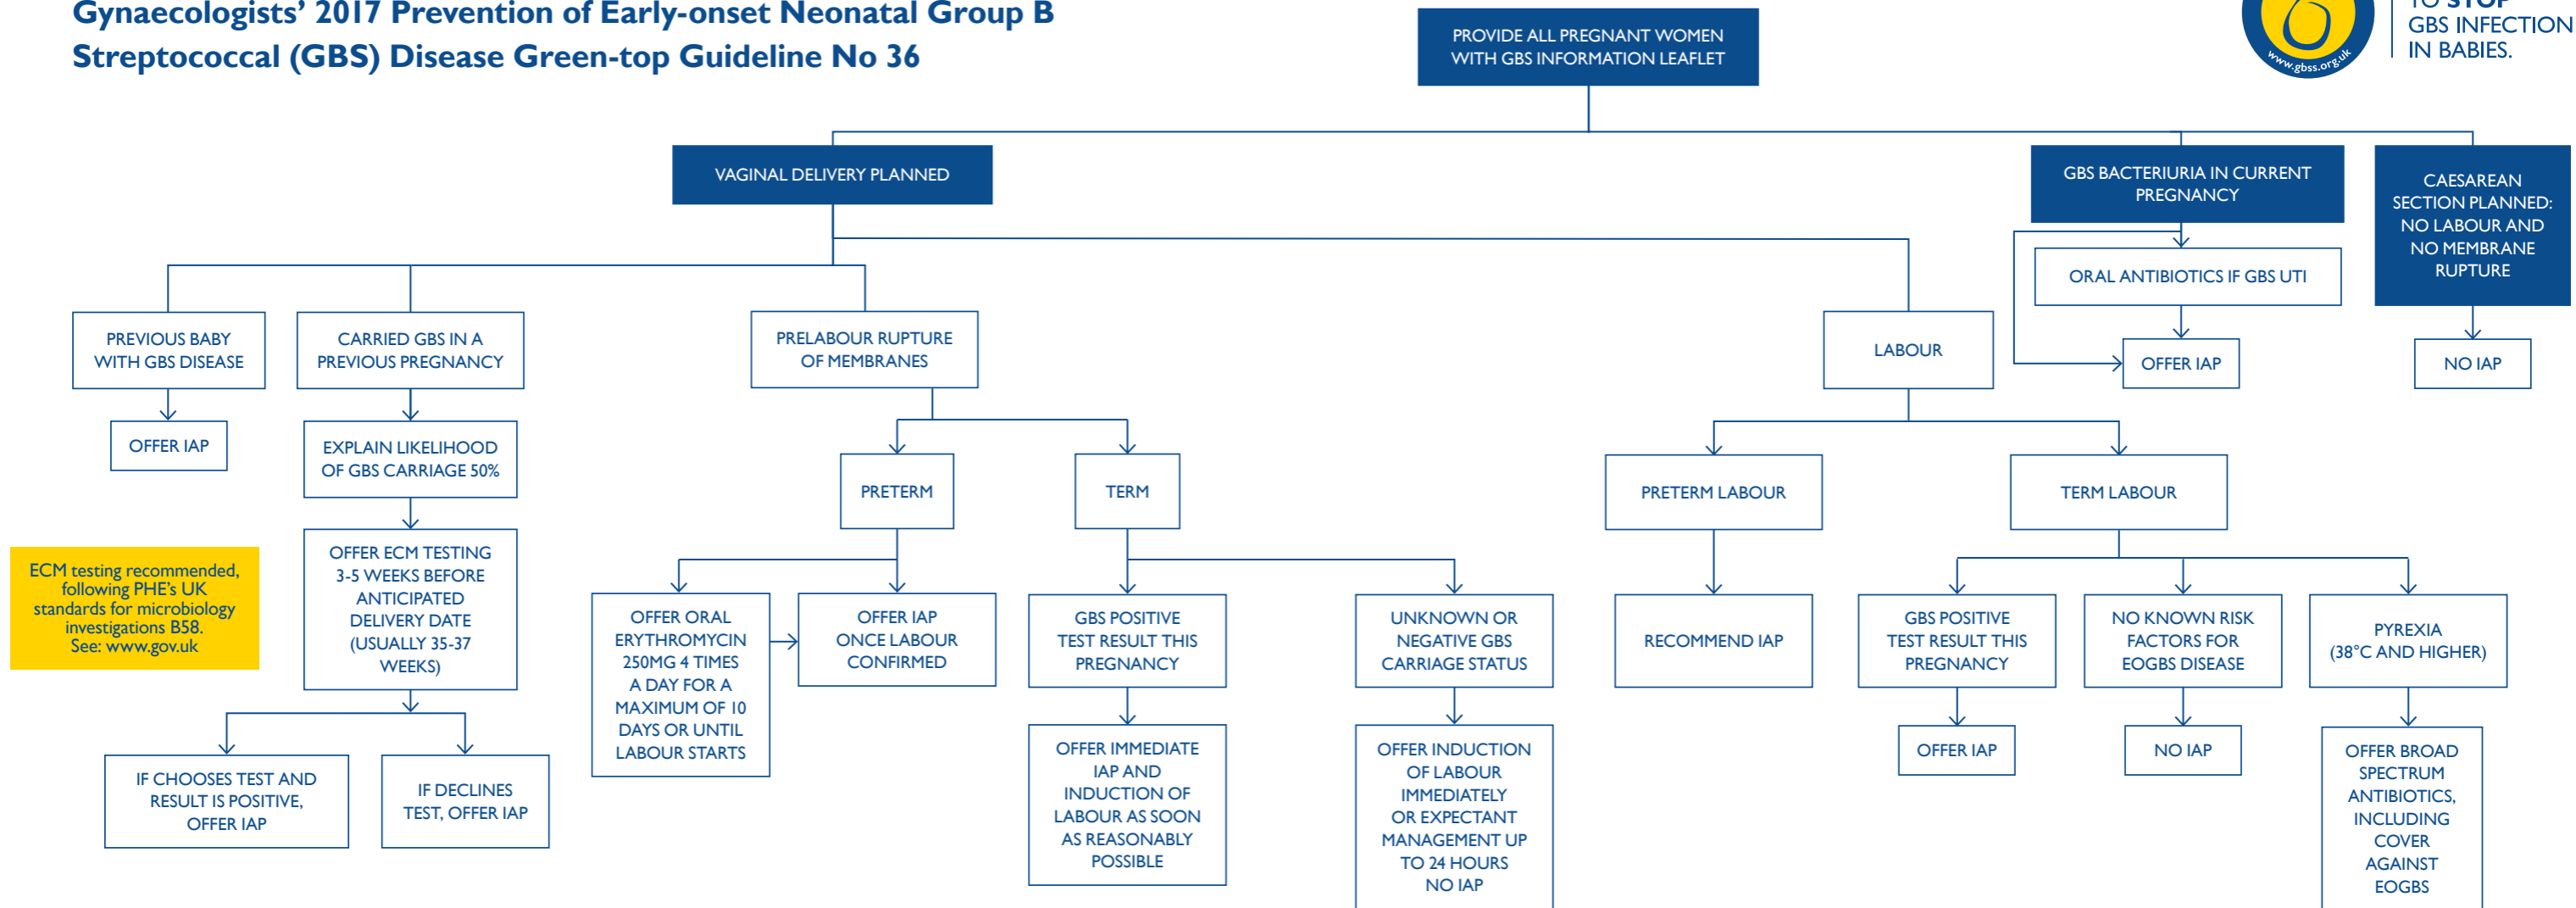 Gynaecologists’ 2017 Prevention of Early-onset Neonatal Group B
Streptococcal (GBS) Disease Green-top Guideline No 36
PROVIDE ALL PREGNANT WOMEN
WITH GBS INFORMATION LEAFLET
www.gbss.org.uk
TO STOP
GBS INFECTION
IN BABIES.
VAGINAL DELIVERY PLANNED
GBS BACTERIURIA IN CURRENT
PREGNANCY
CAESAREAN
SECTION PLANNED:
NO LABOUR AND
NO MEMBRANE
RUPTURE
ORAL ANTIBIOTICS IF GBS UTI
OFFER IAP
NO IAP
PREVIOUS BABY
WITH GBS DISEASE
OFFER IAP
CARRIED GBS IN A
PREVIOUS PREGNANCY
EXPLAIN LIKELIHOOD
OF GBS CARRIAGE 50%
OFFER ECM TESTING
3-5 WEEKS BEFORE
ANTICIPATED
DELIVERY DATE
(USUALLY 35-37
WEEKS)
ECM testing recommended,
following PHE’s UK
standards for microbiology
investigations B58.
See: www.gov.uk
IF CHOOSES TEST AND
RESULT IS POSITIVE,
OFFER IAP
IF DECLINES
TEST, OFFER IAP
PRELABOUR RUPTURE
OF MEMBRANES
PRETERM
TERM
OFFER ORAL
ERYTHROMYCIN
250MG 4 TIMES
A DAY FOR A
MAXIMUM OF 10
DAYS OR UNTIL
LABOUR STARTS
OFFER IAP
ONCE LABOUR
CONFIRMED
GBS POSITIVE
TEST RESULT THIS
PREGNANCY
OFFER IMMEDIATE
IAP AND
INDUCTION OF
LABOUR AS SOON
AS REASONABLY
POSSIBLE
UNKNOWN OR
NEGATIVE GBS
CARRIAGE STATUS
OFFER INDUCTION
OF LABOUR
IMMEDIATELY
OR EXPECTANT
MANAGEMENT UP
TO 24 HOURS
NO IAP
LABOUR
PRETERM LABOUR
RECOMMEND IAP
TERM LABOUR
GBS POSITIVE
TEST RESULT THIS
PREGNANCY
OFFER IAP
NO KNOWN RISK
FACTORS FOR
EOGBS DISEASE
NO IAP
PYREXIA
(38°C AND HIGHER)
OFFER BROAD
SPECTRUM
ANTIBIOTICS,
INCLUDING
COVER
AGAINST
EOGBS